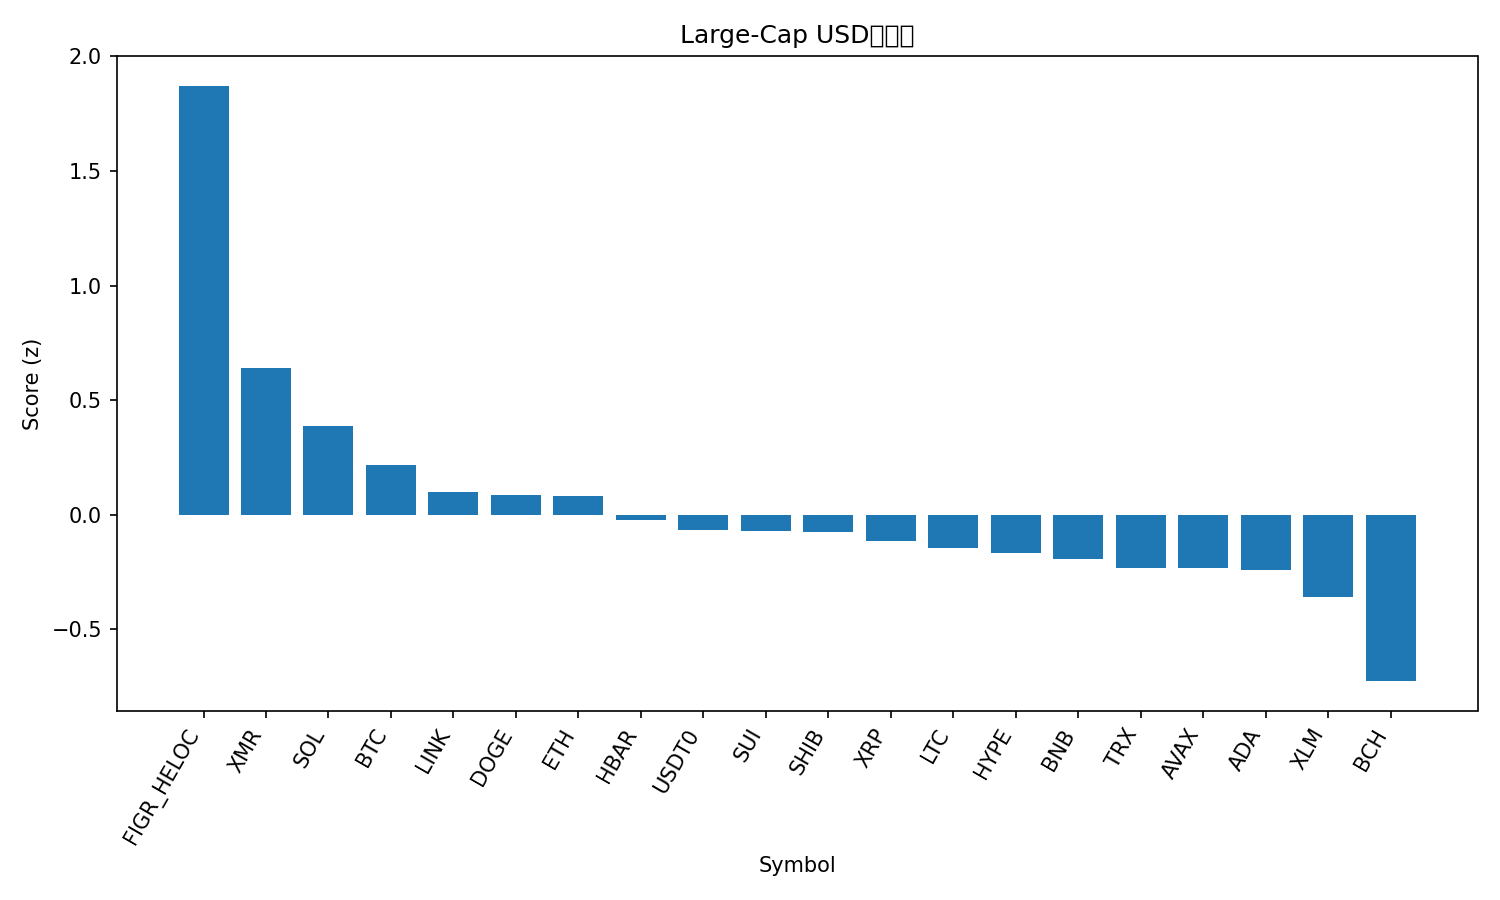 Large-Cap USD
Score (z)
2.0
1.5
1.0
0.5
0.0
−0.5
FIGR_HELOC
XMR
SOL
BTC
LINK
DOGE
ETH
HBAR
USDT0
SUI
SHIB
XRP
LTC
HYPE
BNB
TRX
AVAX
ADA
XLM
BCH
Symbol